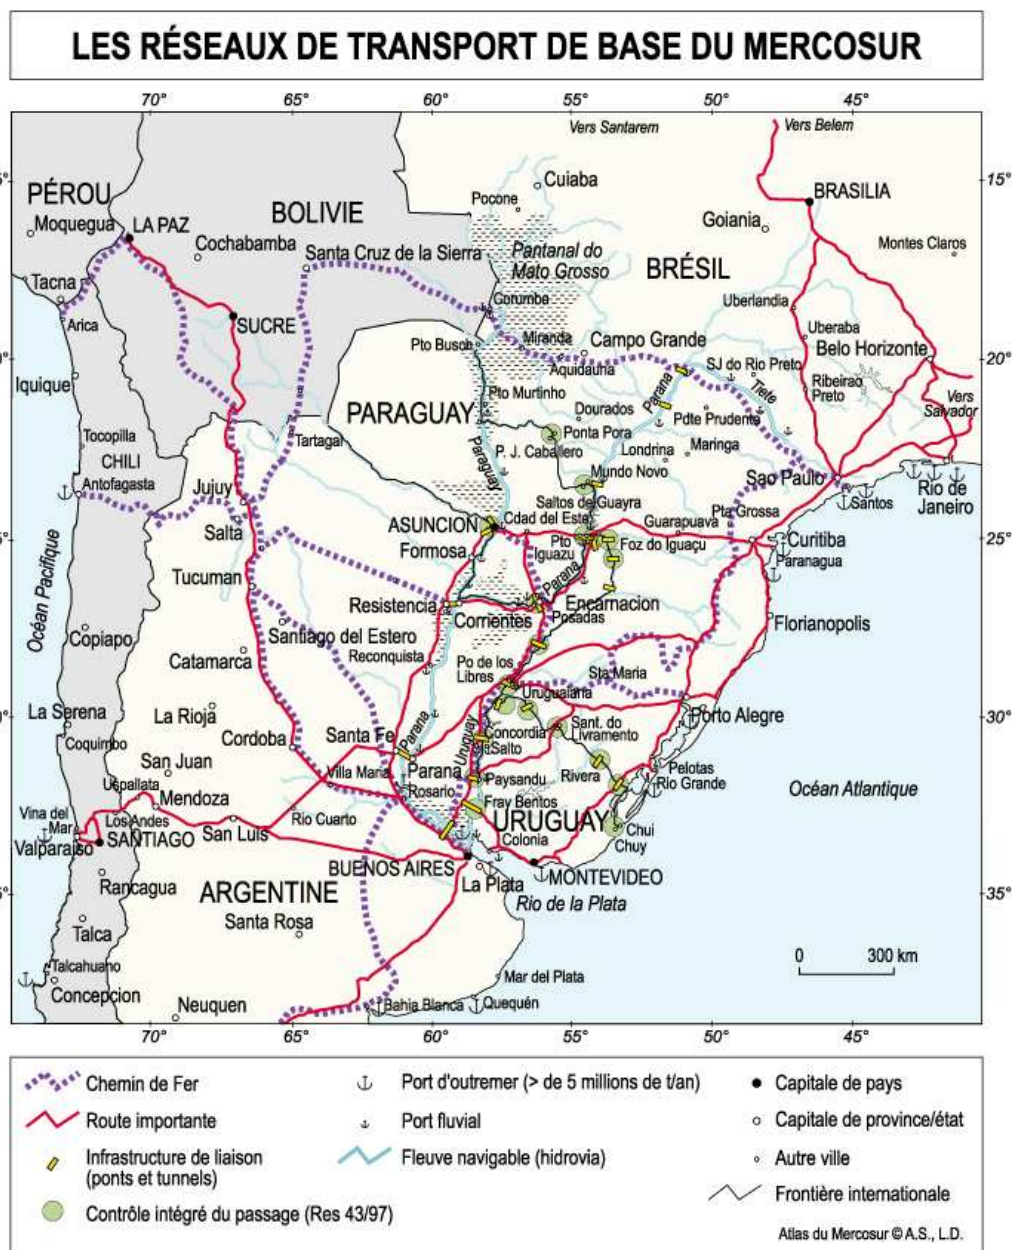 LES RÉSEAUX DE TRANSPORT DE BASE DU MERCOSUR
70° 65° 60° 55° 50° 45°
Vers Santarem
Vers Belem
15°
PÉROU
Moquegua
LA PAZ
BOLIVIE
Cochabamba
Santa Cruz de la Sierra
Pocone
Cuiaba
Pantanal do
Mato Grosso
BRÉSIL
Goiania
BRASILIA
Montes Claros
Tacna
Arica
SUCRE
Corumba
Uberlandia
Uberaba
Belo Horizonte
Iquique
Pto Busch
Miranda
Campo Grande
Aquidauna
SJ do Rio Preto
20°
Ribeirao
Preto
Vers
Salvador
Parana
Tiete
PARAGUAY
Pto Murtinho
Dourados
Pdte Prudente
Tocopilla
CHILI
Antofagasta
Tartagal
Ponta Pora
P. J. Caballero
Londrina
Maringa
Mundo Novo
Paraguay
Jujuy
Sao Paulo
Rio de
Janeiro
Santos
Saltos de Guayra
Salta
ASUNCION
Cdad del Este
Guarapuava
Pta Grossa
Formosa
Pto
Iguazu
Foz do Iguaçu
Curitiba
Paranagua
25°
Océan Pacifique
Tucuman
Resistencia
Corrientes
Parana
Encarnacion
Posadas
Florianopolis
Copiapo
Santiago del Estero
Reconquista
Catamarca
Po de los
Libres
Sta Maria
Uruguaiana
La Serena
La Rioja
Coquimbo
Cordoba
Santa Fe
Parana
Uruguay
Concordia
Salto
Sant. do
Livramento
Porto Alegre
30°
San Juan
Villa Maria
Parana
Rosario
Paysandu
Rivera
Pelotas
Rio Grande
Uspallata
Mendoza
Fray Bentos
Océan Atlantique
Vina del
Mar
Los Andes
San Luis
Rio Cuarto
URUGUAY
Chui
Chuy
Valparaiso
SANTIAGO
Colonia
BUENOS AIRES
La Plata
MONTEVIDEO
Rancagua
ARGENTINE
Rio de la Plata
35°
Santa Rosa
Talca
0 300 km
Talcahuano
Concepcion
Mar del Plata
Neuquen
Bahia Blanca
Quequén
70° 65° 60° 55° 50° 45°
Chemin de Fer
Route importante
Infrastructure de liaison
(ponts et tunnels)
Contrôle intégré du passage (Res 43/97)
Port d'outremer (> de 5 millions de t/an)
Port fluvial
Fleuve navigable (hidrovia)
Capitale de pays
Capitale de province/état
Autre ville
Frontière internationale
Atlas du Mercosur © A.S., L.D.